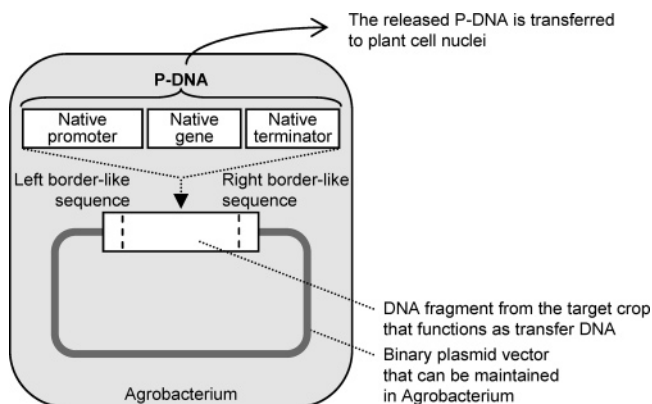 The released P-DNA is transferred
to plant cell nuclei
P-DNA
Native
promoter
Native
gene
Native
terminator
Left border-like
sequence
Right border-like
sequence
DNA fragment from the target crop
that functions as transfer DNA
Binary plasmid vector
that can be maintained
in Agrobacterium
Agrobacterium